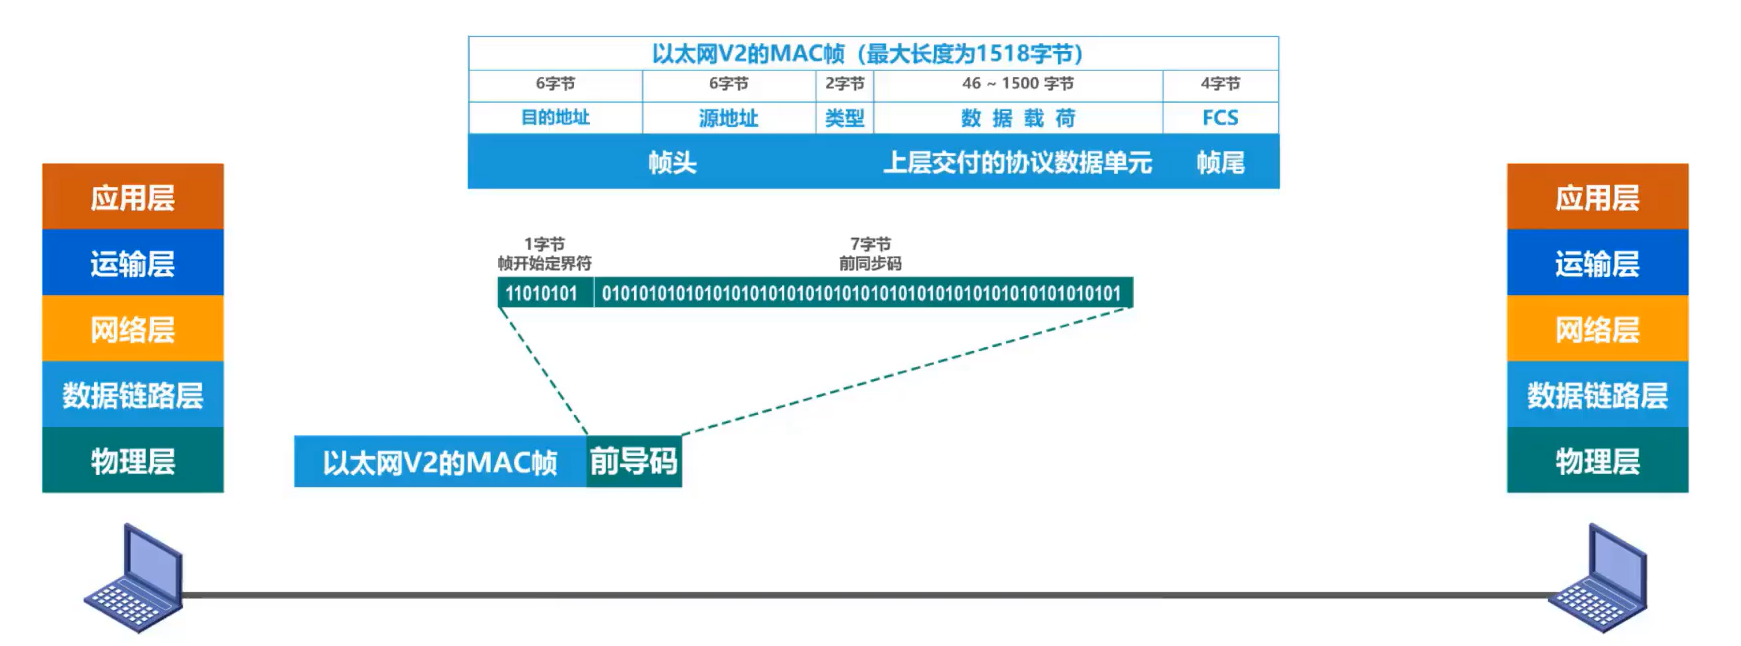 以太网V2的MAC帧（最大长度为1518字节）
6字节 6字节 2字节 46 ~ 1500 字节 4字节
目的地址 源地址 类型 数 据 载 荷 FCS
帧头 上层交付的协议数据单元 帧尾
应用层
运输层
网络层
数据链路层
物理层
1字节
帧开始定界符
7字节
前同步码
11010101 01010101010101010101010101010101010101010101010101010101
以太网V2的MAC帧 前导码
应用层
运输层
网络层
数据链路层
物理层